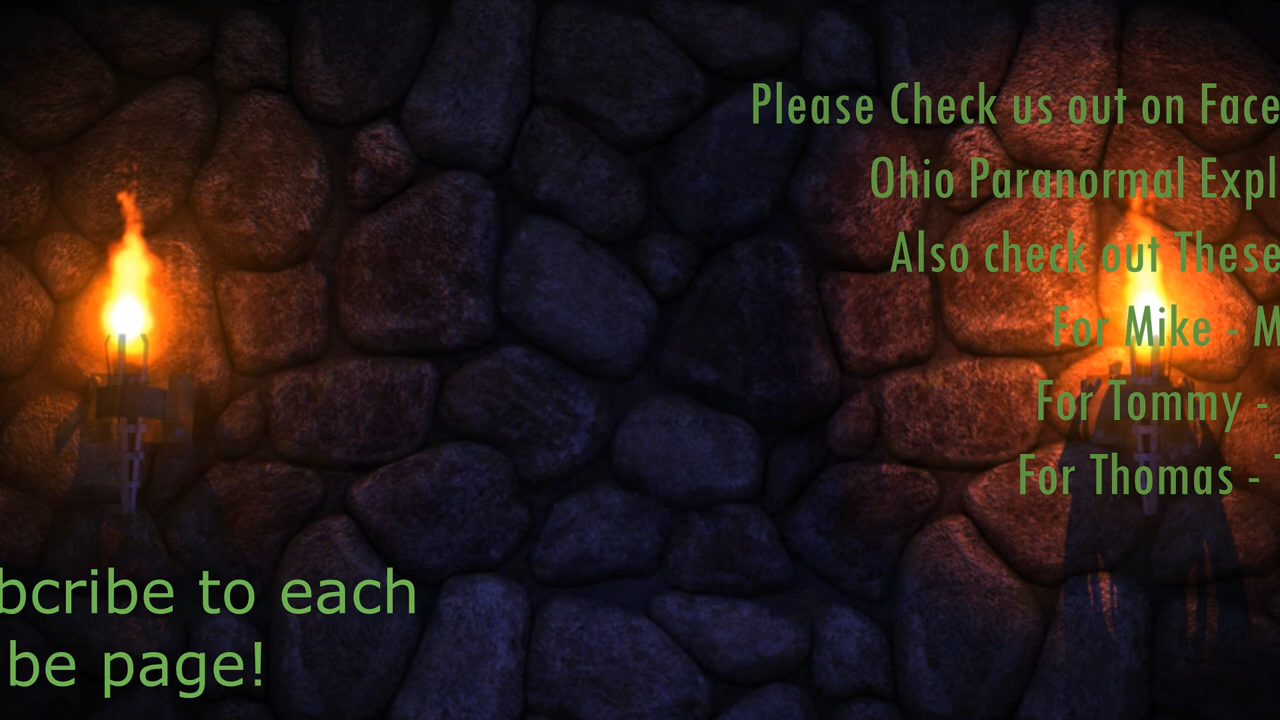 Please Check us out on Face
Ohio Paranormal Expl
Also check out These
For Mike - M
For Tommy -
For Thomas - T
bcribe to each
be page!